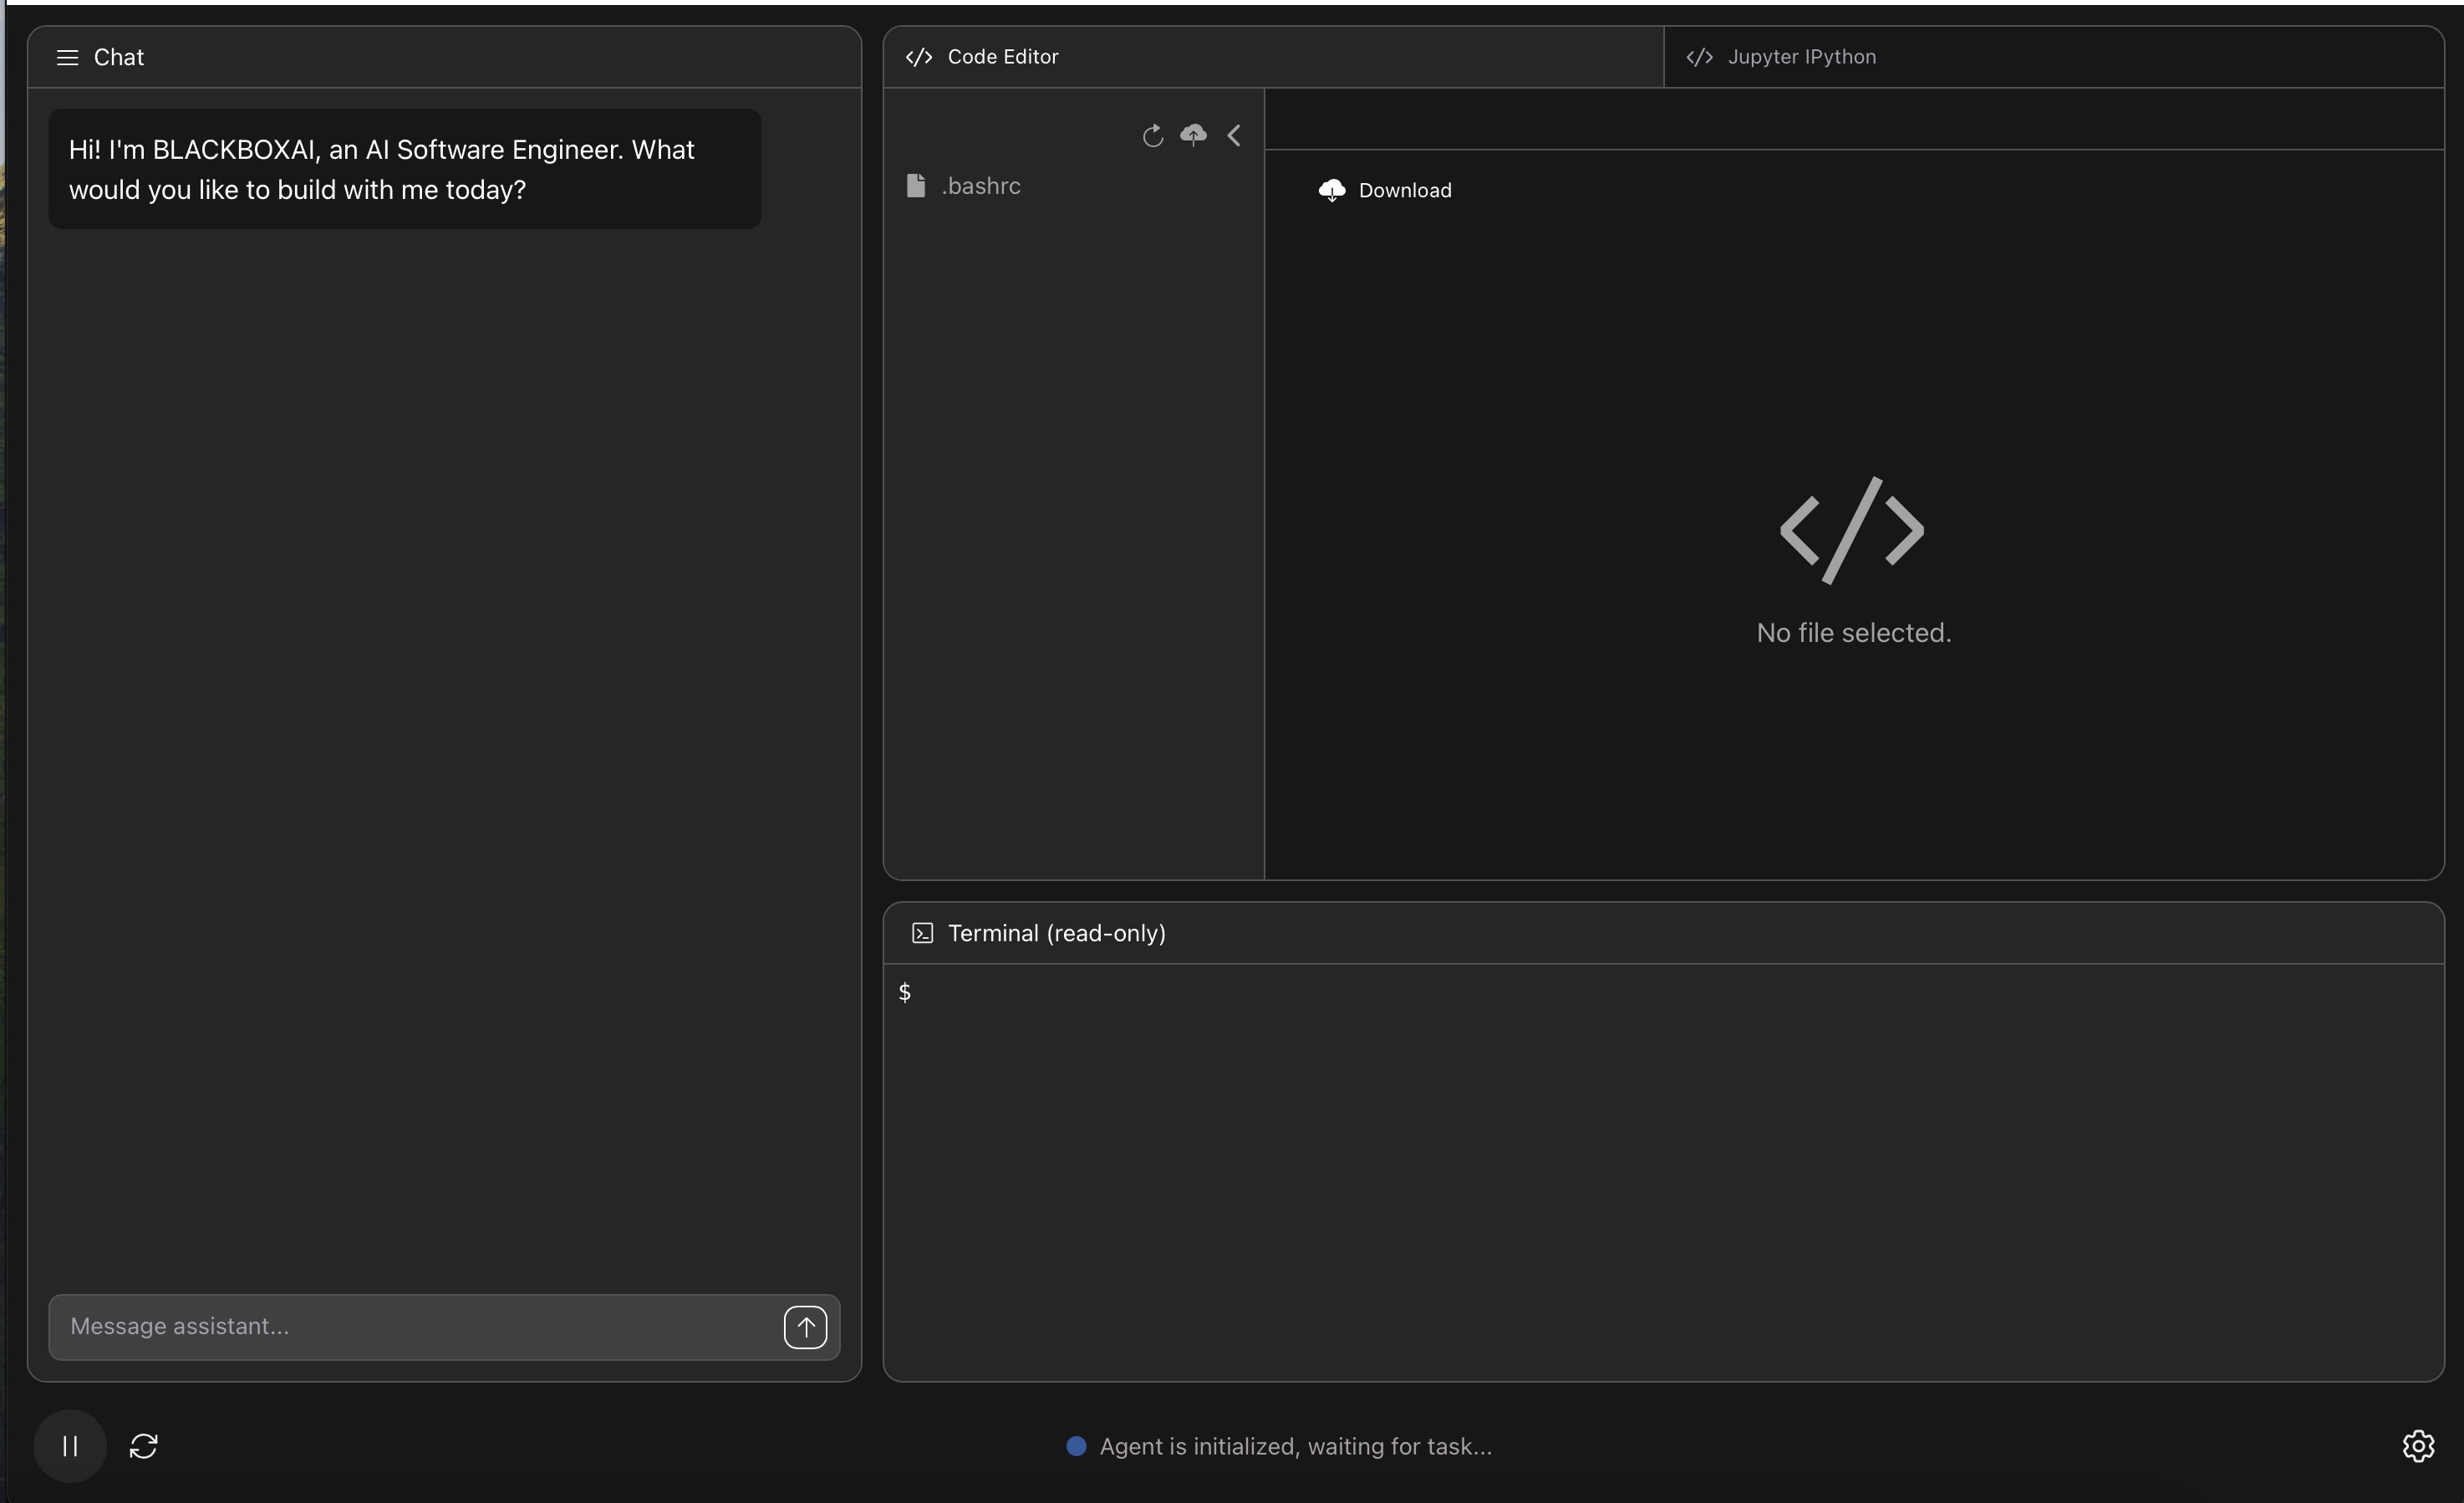 Chat
Hi! I'm BLACKBOXAI, an AI Software Engineer. What
would you like to build with me today?
Message assistant...
Code Editor
Jupyter IPython
.bashrc
Download
No file selected.
Terminal (read-only)
$
Agent is initialized, waiting for task...